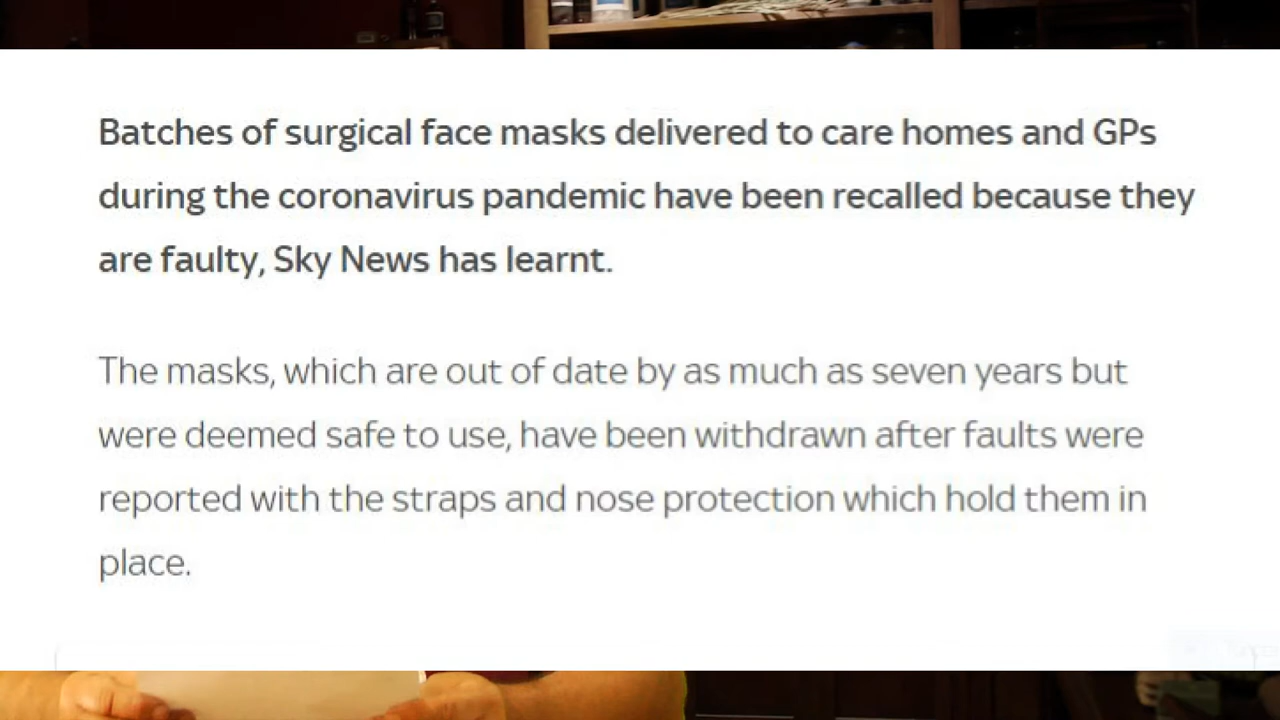 Batches of surgical face masks delivered to care homes and GPs
during the coronavirus pandemic have been recalled because they
are faulty, Sky News has learnt.
The masks, which are out of date by as much as seven years but
were deemed safe to use, have been withdrawn after faults were
reported with the straps and nose protection which hold them in
place.